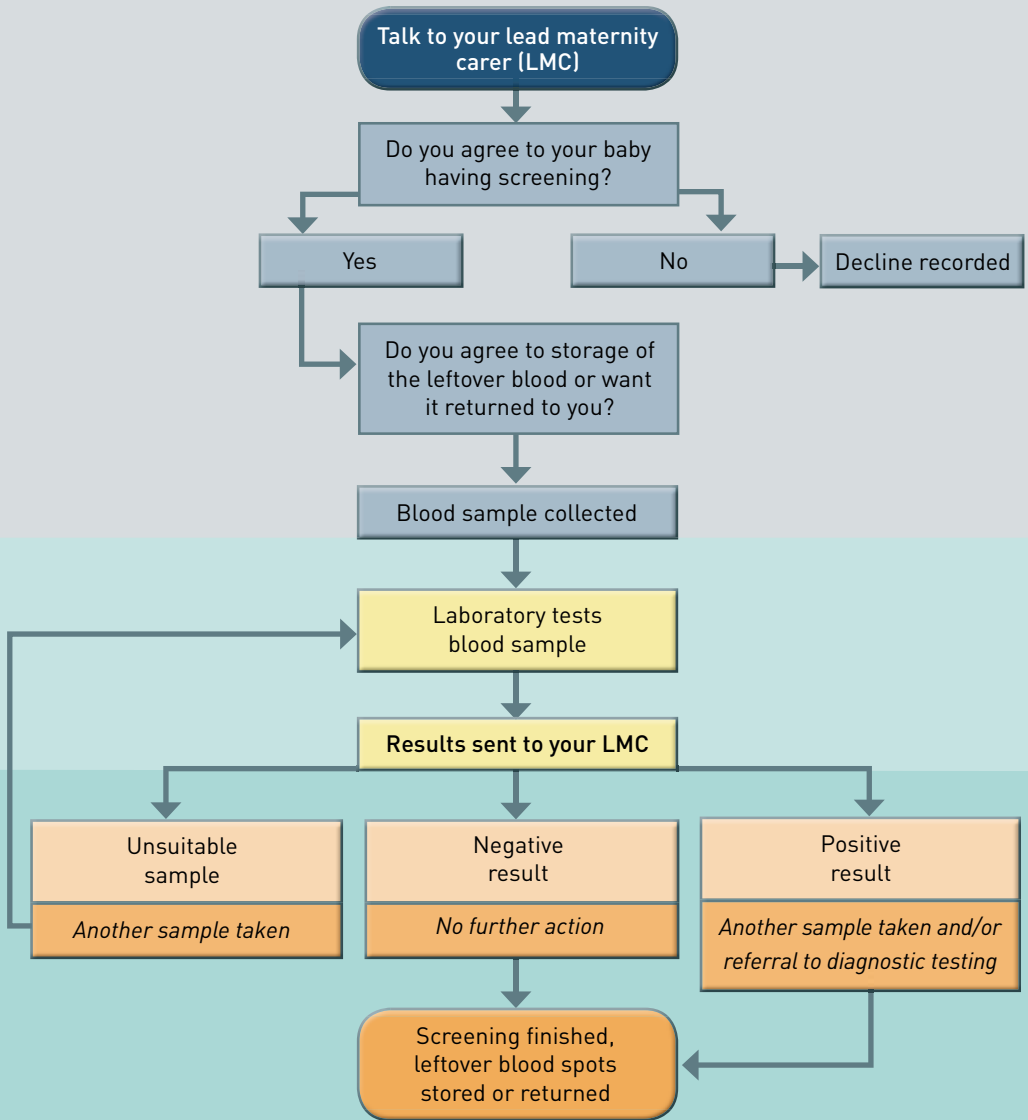 Talk to your lead maternity
carer (LMC)
Do you agree to your baby
having screening?
Yes
No
Decline recorded
Do you agree to storage of
the leftover blood or want
it returned to you?
Blood sample collected
Laboratory tests
blood sample
Results sent to your LMC
Unsuitable
sample
Another sample taken
Negative
result
No further action
Positive
result
Another sample taken and/or
referral to diagnostic testing
Screening finished,
leftover blood spots
stored or returned